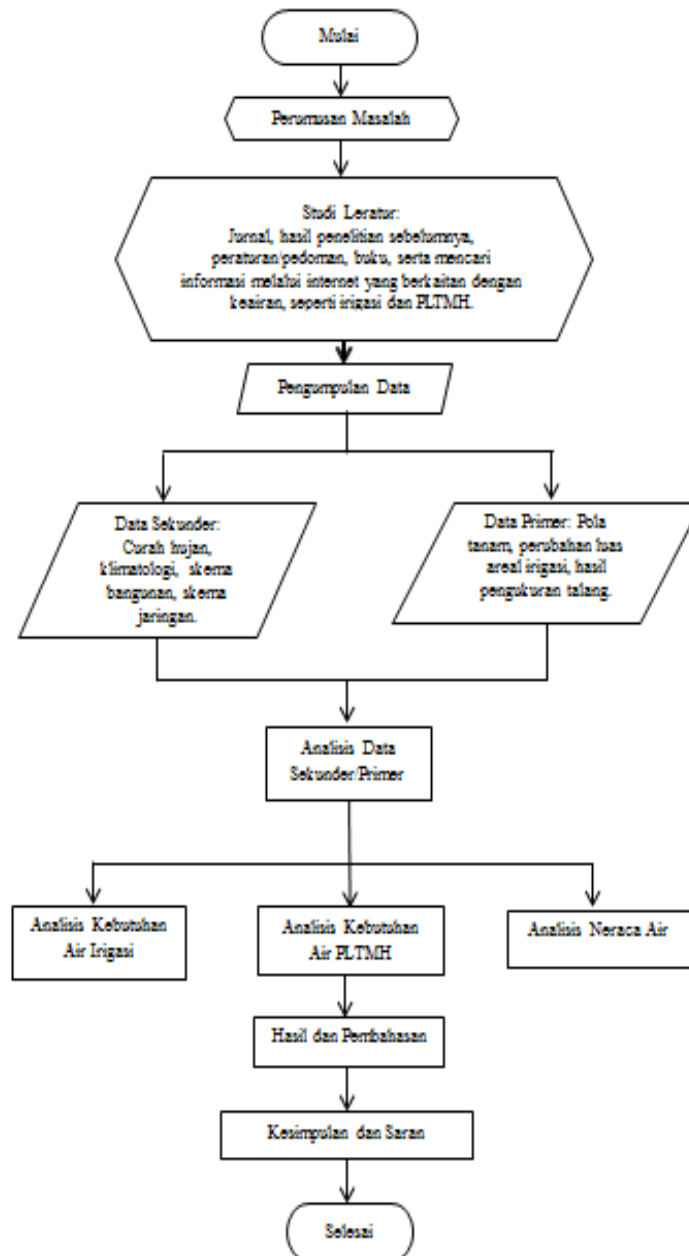 Mulai
Perumusan Masalah
Studi Leratur:
Jurnal, hasil penelitian sebelumnya,
peraturan/pedoman, buku, serta mencari
informasi melalui internet yang berkaitan dengan
keairan, seperti irigasi dan PLTMH.
Pengumpulan Data
Data Sekunder:
Curah hujan,
klimatologi, skema
bangunan, skema
jaringan.
Data Primer: Pola
tanam, perubahan luas
areal irigasi, hasil
pengukuran talang.
Analisis Data
Sekunder/Primer
Analisis Kebutuhan
Air Irigasi
Analisis Kebutuhan
Air PLTMH
Analisis Neraca Air
Hasil dan Pembahasan
Kesimpulan dan Saran
Selesai